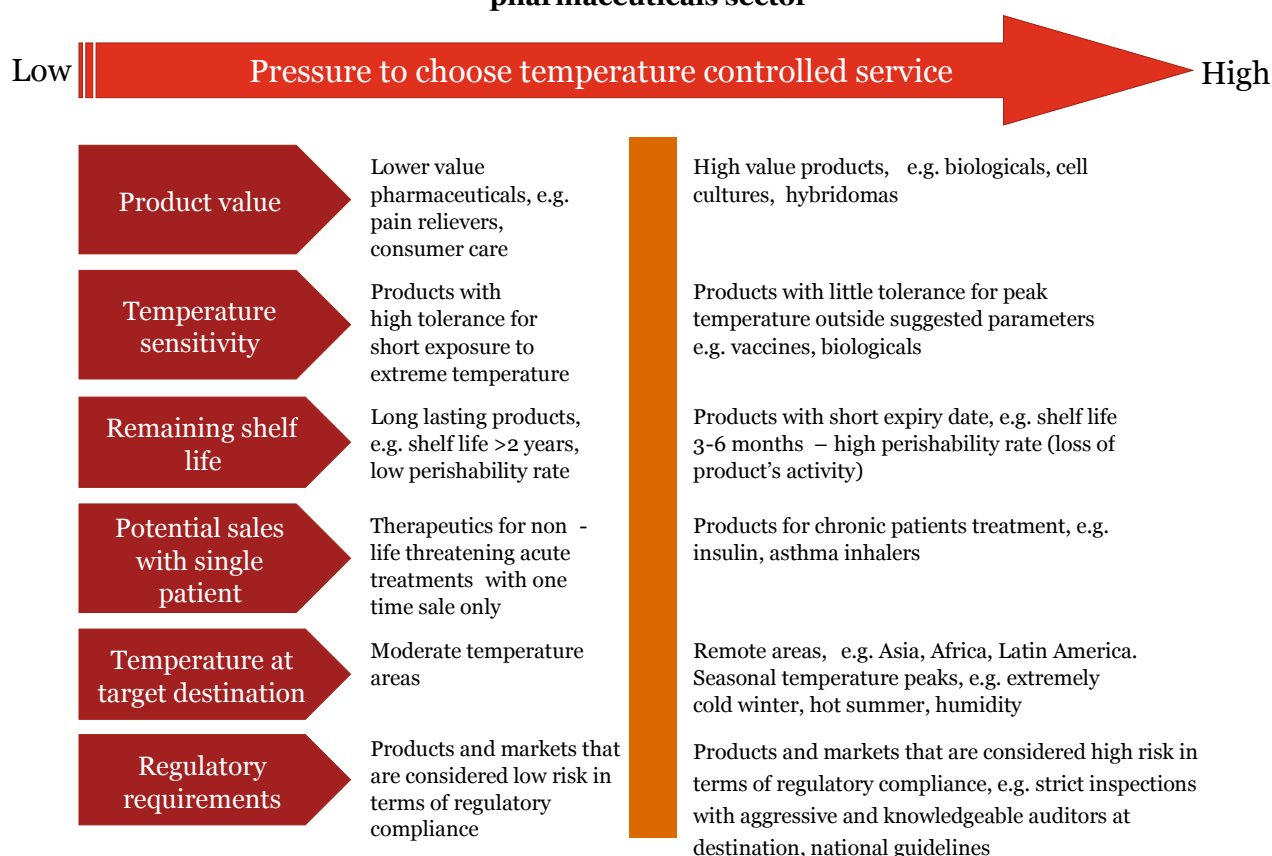 pharmaceuticals sector
Low
Pressure to choose temperature controlled service
High
Product value
Lower value
pharmaceuticals, e.g.
pain relievers,
consumer care
High value products, e.g. biologicals, cell
cultures, hybridomas
Temperature
sensitivity
Products with
high tolerance for
short exposure to
extreme temperature
Products with little tolerance for peak
temperature outside suggested parameters
e.g. vaccines, biologicals
Remaining shelf
life
Long lasting products,
e.g. shelf life >2 years,
low perishability rate
Products with short expiry date, e.g. shelf life
3-6 months – high perishability rate (loss of
product’s activity)
Potential sales
with single
patient
Therapeutics for non -
life threatening acute
treatments with one
time sale only
Products for chronic patients treatment, e.g.
insulin, asthma inhalers
Temperature at
target destination
Moderate temperature
areas
Remote areas, e.g. Asia, Africa, Latin America.
Seasonal temperature peaks, e.g. extremely
cold winter, hot summer, humidity
Regulatory
requirements
Products and markets that
are considered low risk in
terms of regulatory
compliance
Products and markets that are considered high risk in
terms of regulatory compliance, e.g. strict inspections
with aggressive and knowledgeable auditors at
destination, national guidelines